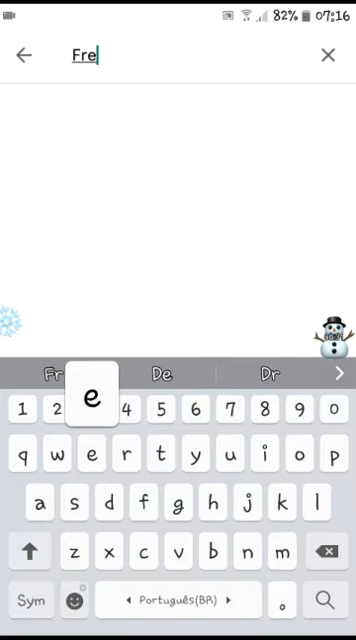 82% 07:16
Fre
Fr De Dr
e
1 2 4 5 6 7 8 9 0
q w e r t y u i o p
a s d f g h j k l
z x c v b n m
Sym Português(BR) .